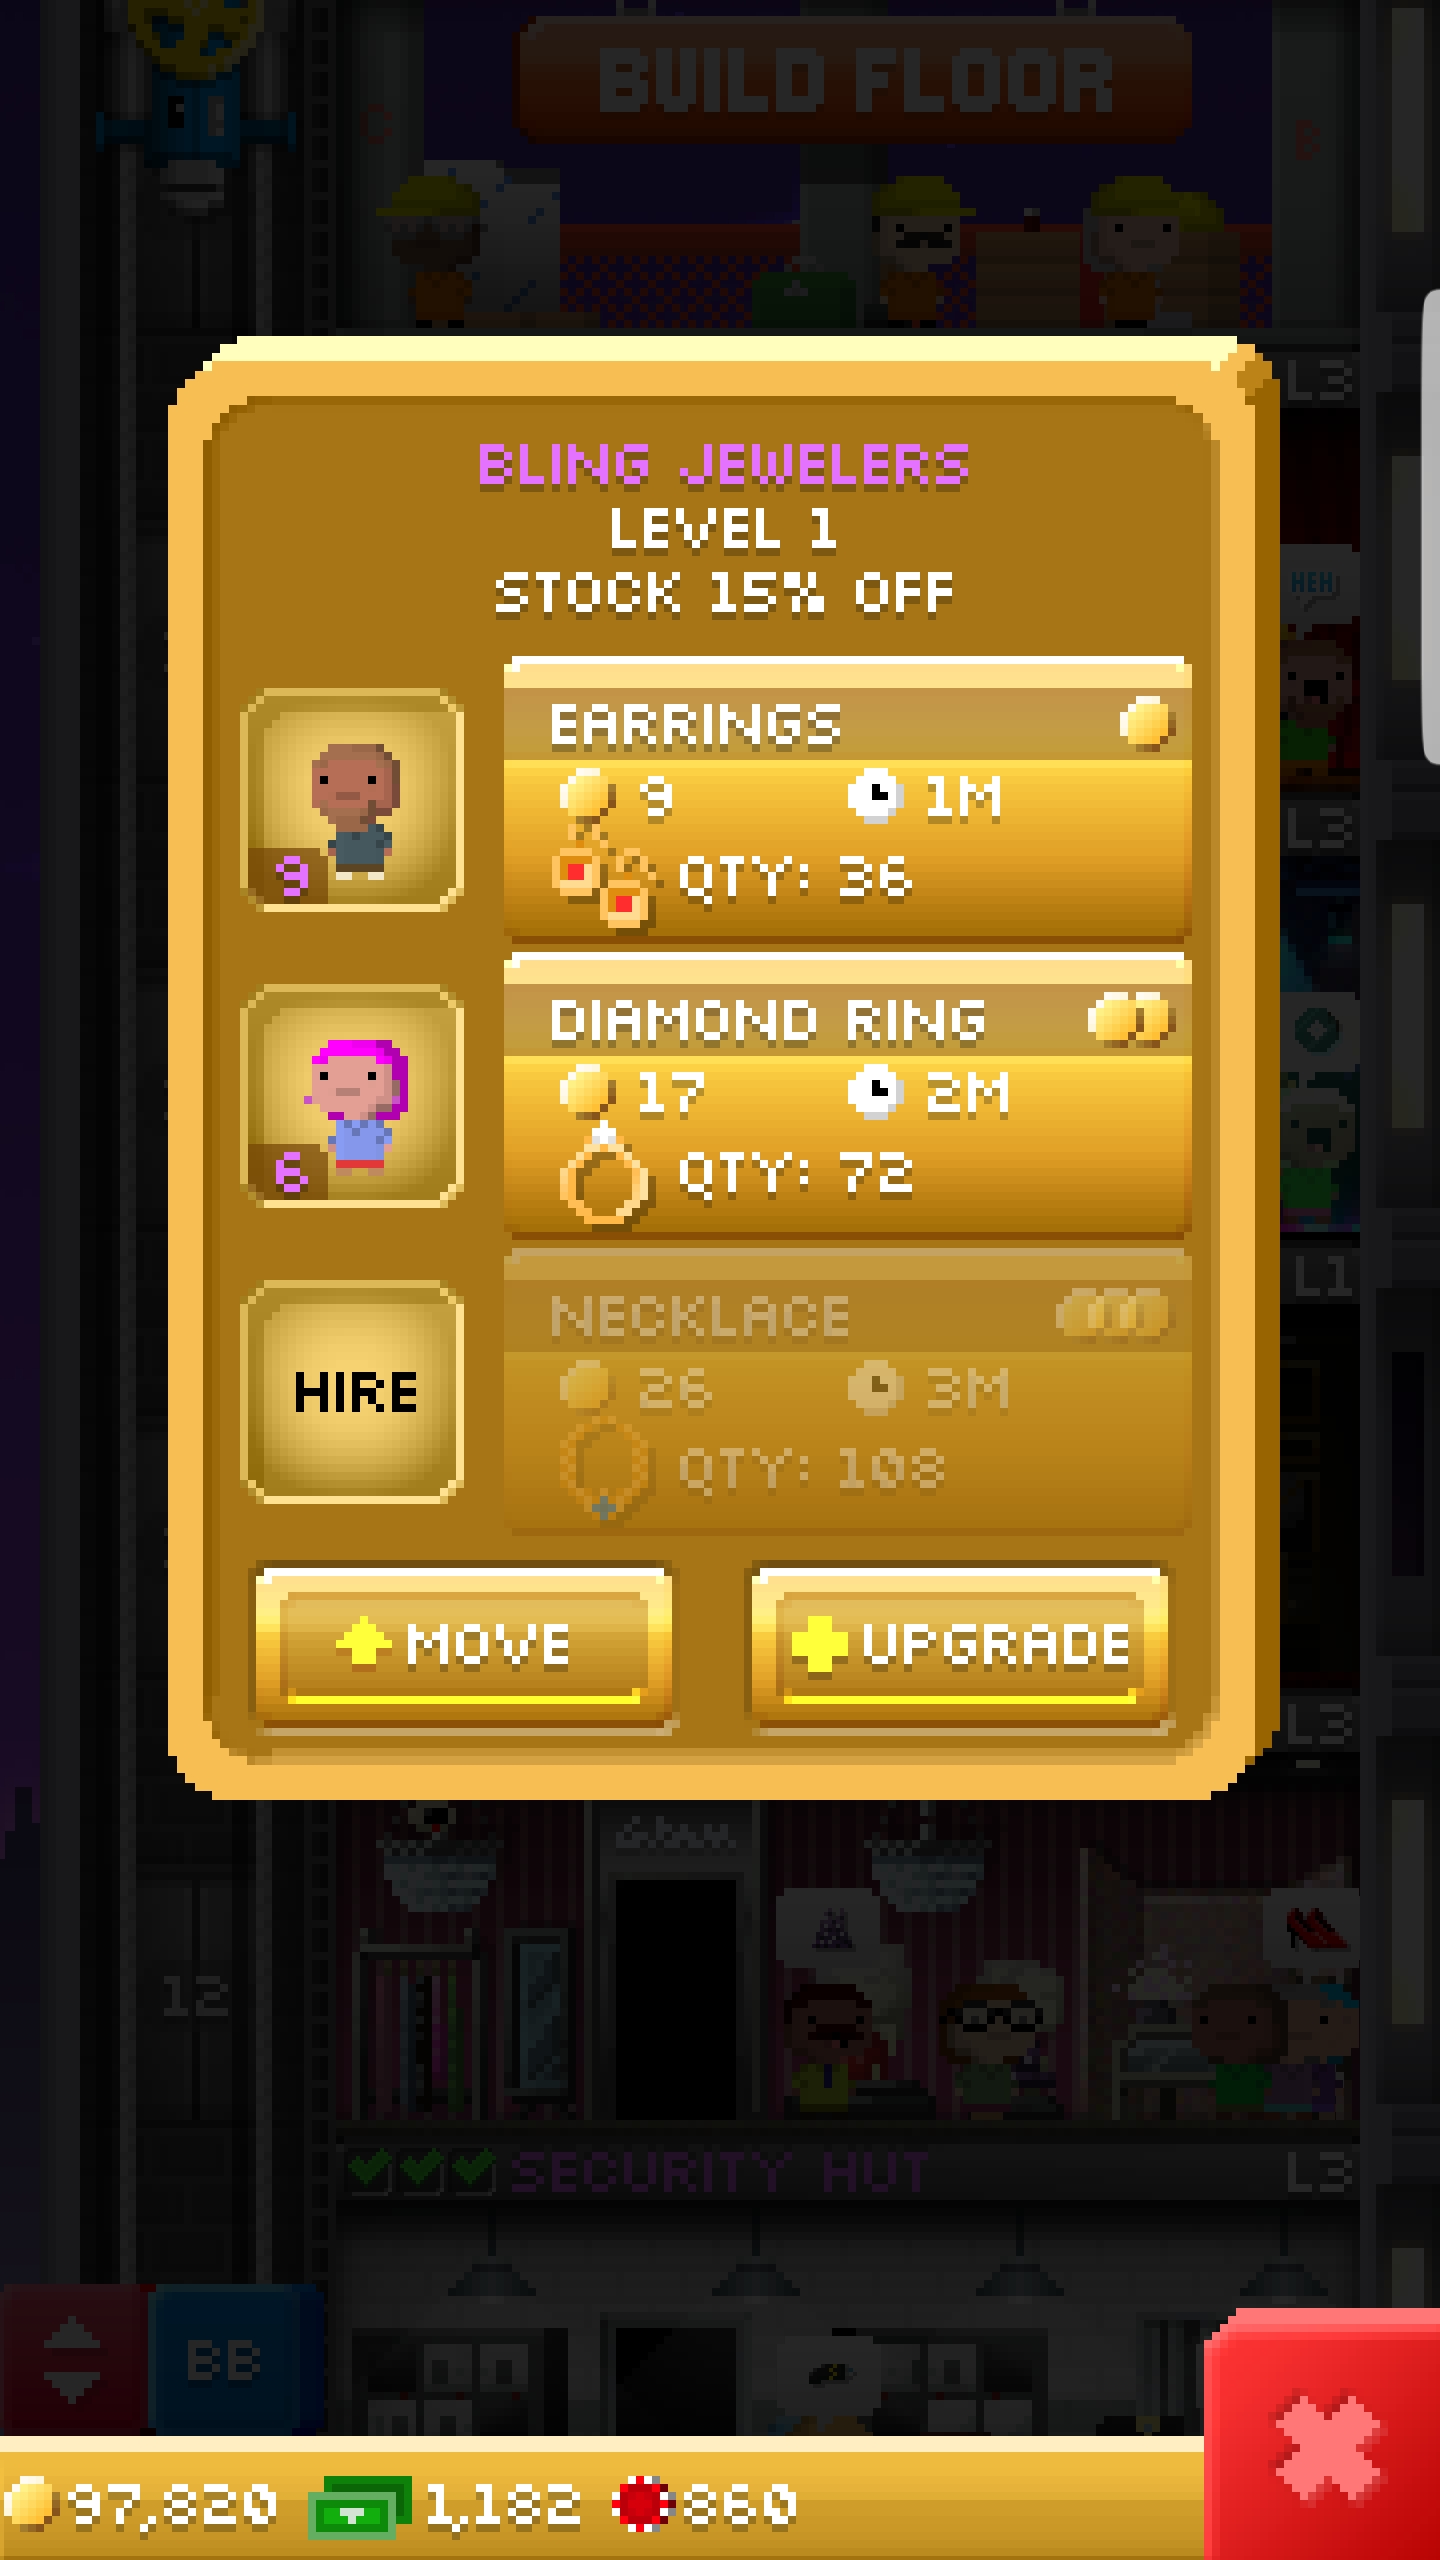 BUILD FLOOR
C
B
L3
BLING JEWELERS
LEVEL 1
STOCK 15% OFF
HEH
EARRINGS
9 1M
QTY: 36
9
L3
DIAMOND RING
17 2M
QTY: 72
6
L1
NECKLACE
26 3M
QTY: 108
HIRE
MOVE UPGRADE
L3
12
SECURITY HUT L3
BB
97,820 1,182 860